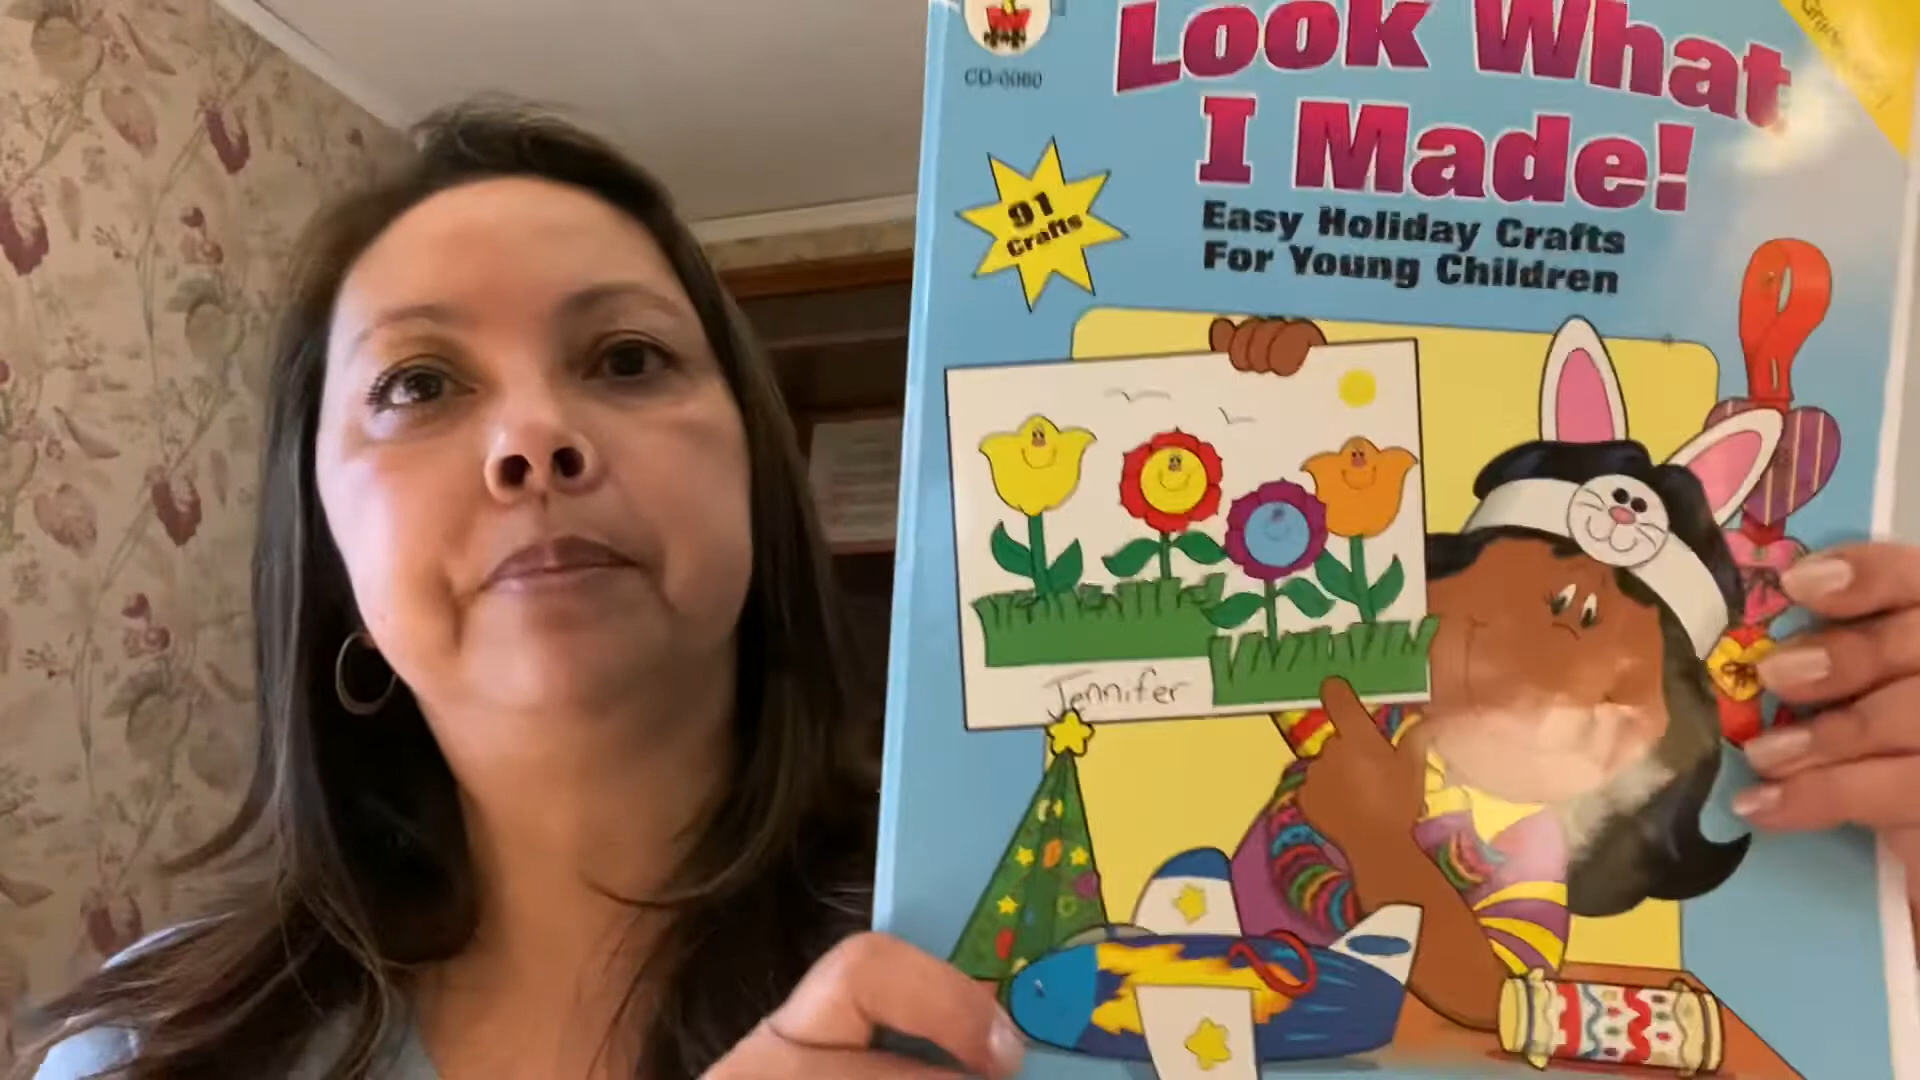 CD-0060
Look What
I Made!
Easy Holiday Crafts
For Young Children
91
Crafts
Jennifer